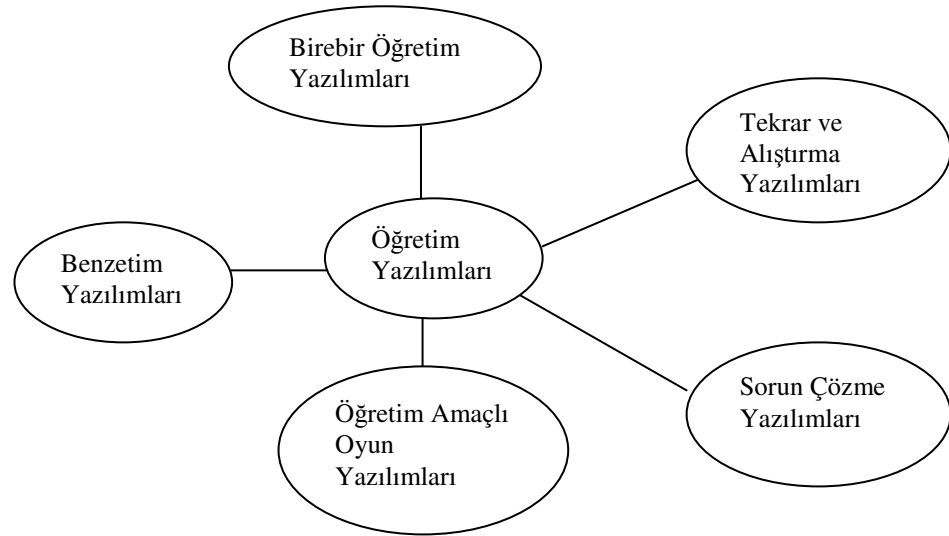 Birebir Öğretim
Yazılımları
Tekrar ve
Alıştırma
Yazılımları
Öğretim
Yazılımları
Benzetim
Yazılımları
Sorun Çözme
Yazılımları
Öğretim Amaçlı
Oyun
Yazılımları